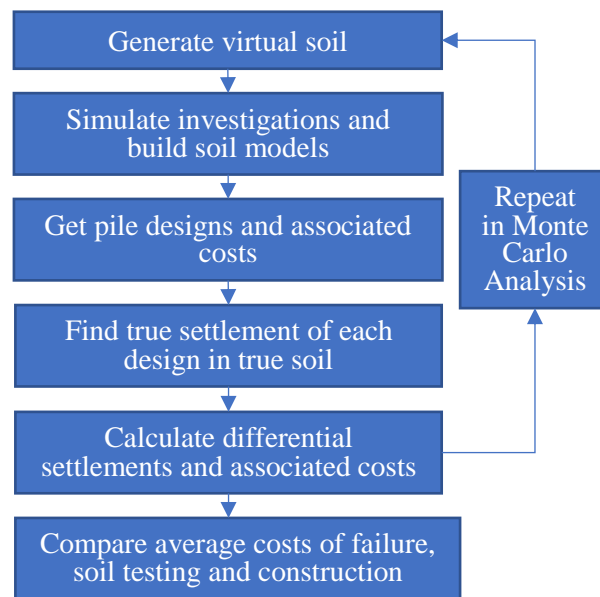 Generate virtual soil
Simulate investigations and
build soil models
Get pile designs and associated
costs
Find true settlement of each
design in true soil
Calculate differential
settlements and associated costs
Compare average costs of failure,
soil testing and construction
Repeat
in Monte
Carlo
Analysis